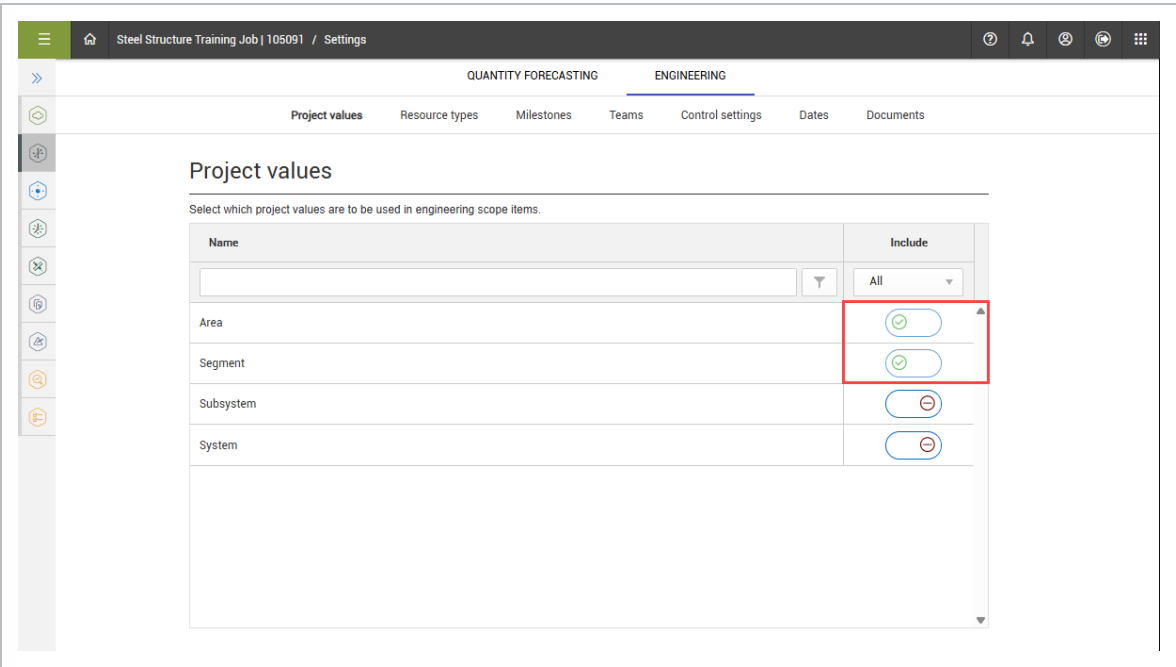 Steel Structure Training Job | 105091 / Settings
QUANTITY FORECASTING ENGINEERING
Project values Resource types Milestones Teams Control settings Dates Documents
Project values
Select which project values are to be used in engineering scope items.
Name Include
All
Area
Segment
Subsystem
System